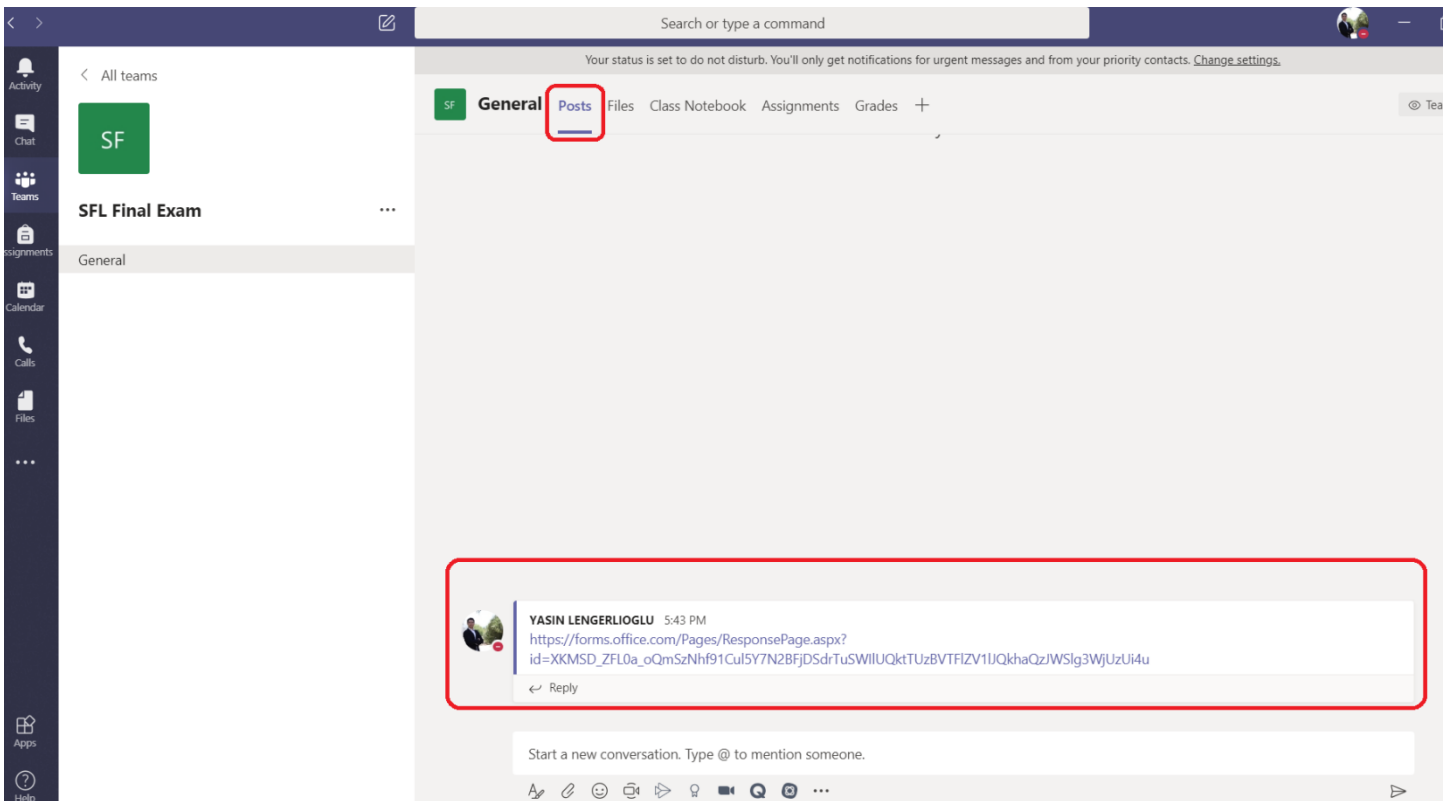 Search or type a command
Your status is set to do not disturb. You'll only get notifications for urgent messages and from your priority contacts. Change settings.
Activity
Chat
Teams
ssignments
Calendar
Calls
Files
Apps
Help
All teams
SF
SFL Final Exam
General
SF General Posts Files Class Notebook Assignments Grades
Tea
YASIN LENGERLIOGLU 5:43 PM
https://forms.office.com/Pages/ResponsePage.aspx?
Reply
Start a new conversation. Type @ to mention someone.